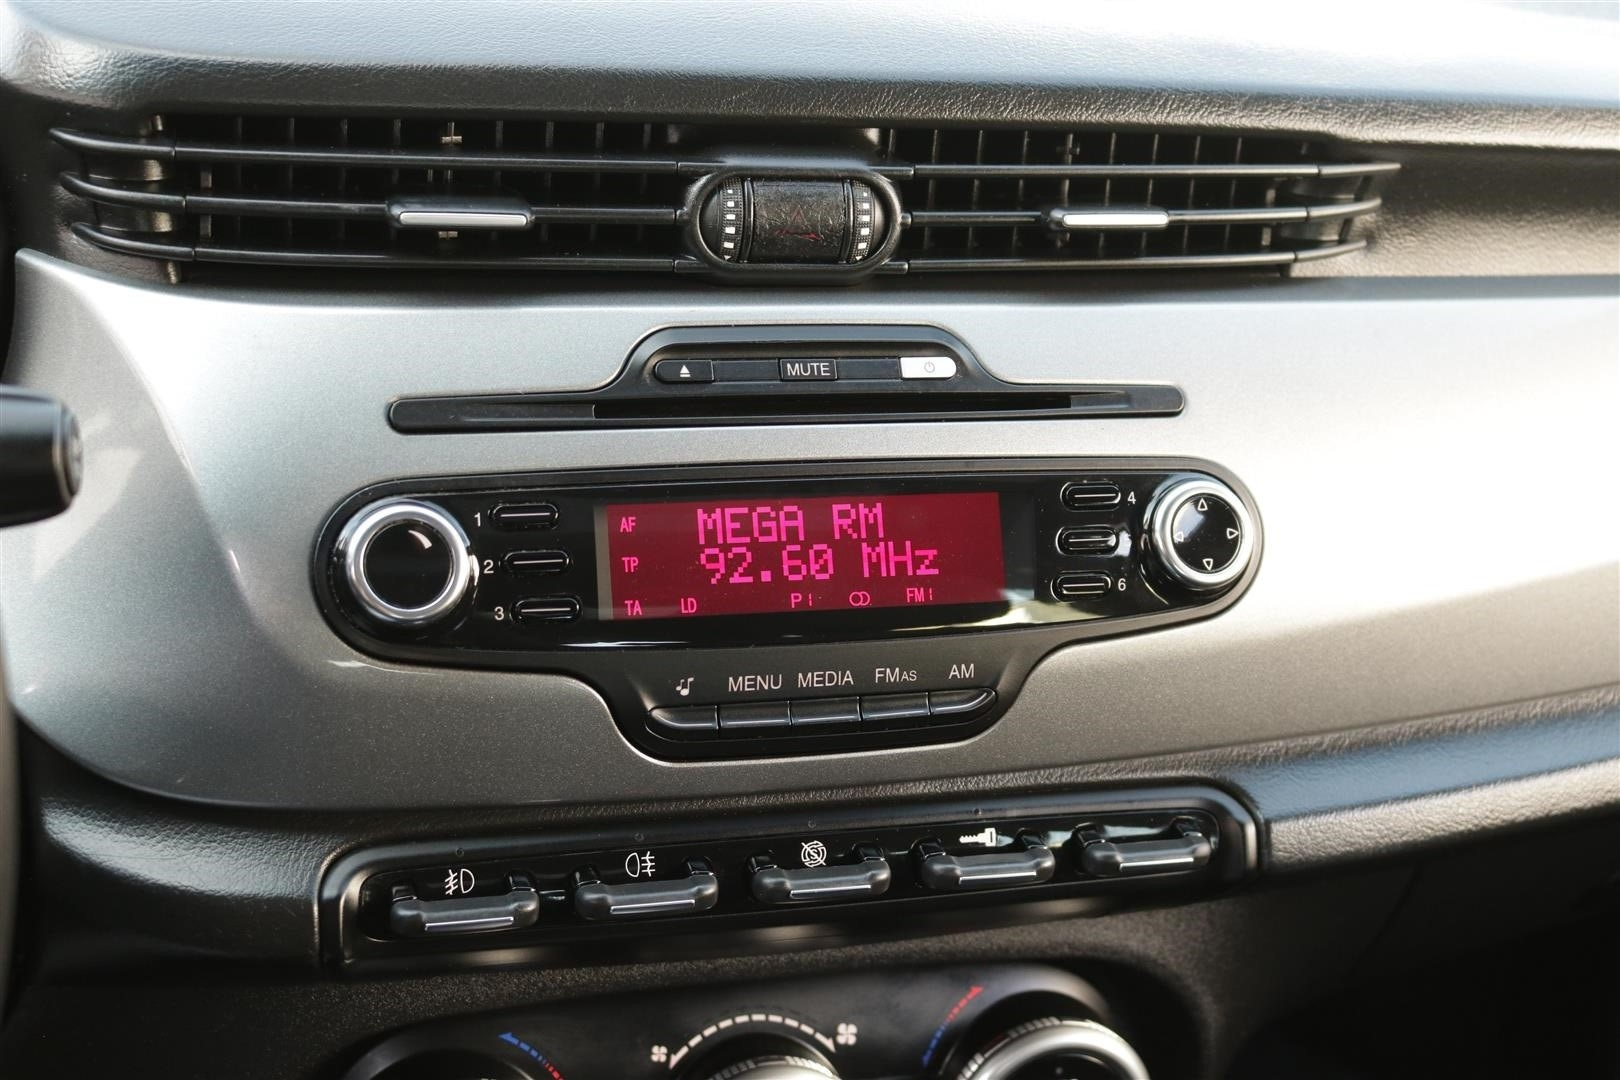 MUTE
1
2
3
AF
MEGA RM
TP
92.60 MHz
TA LD P1 FM1
4
6
MENU MEDIA FMAS AM
S